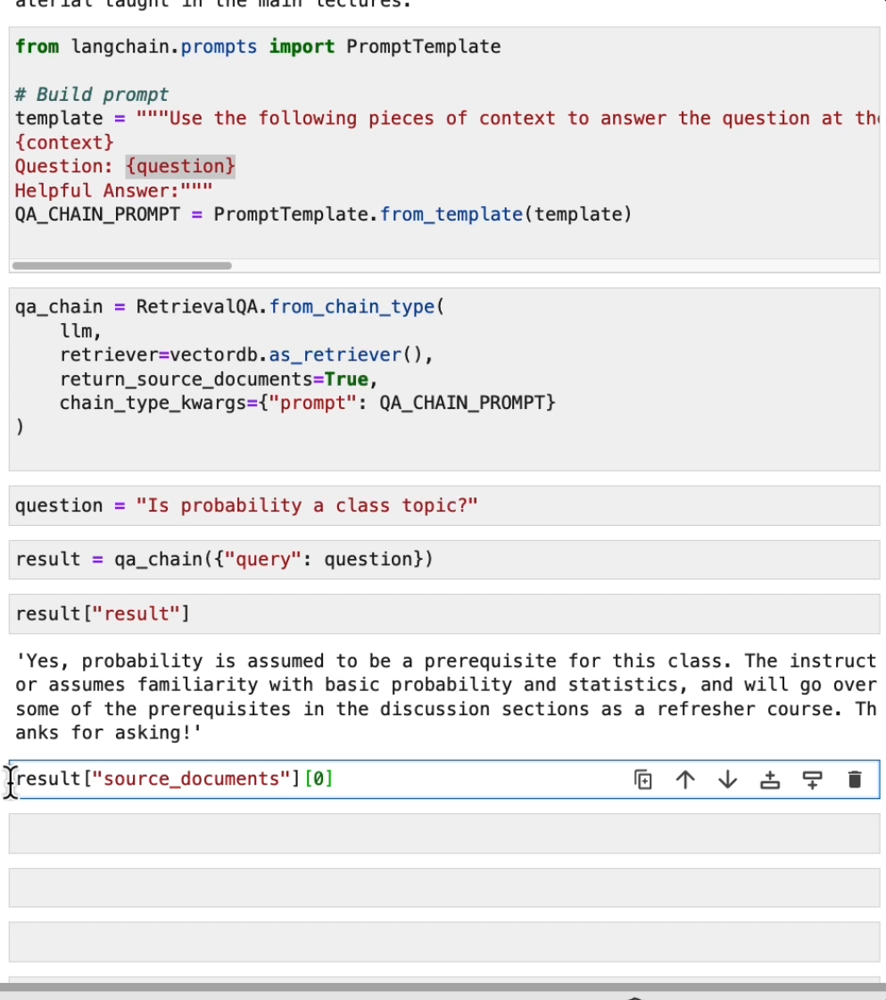 aterial taught in the main lectures.
from langchain.prompts import PromptTemplate
# Build prompt
template = """Use the following pieces of context to answer the question at the
{context}
Question: {question}
Helpful Answer:"""
QA_CHAIN_PROMPT = PromptTemplate.from_template(template)
qa_chain = RetrievalQA.from_chain_type(
    llm,
    retriever=vectordb.as_retriever(),
    return_source_documents=True,
    chain_type_kwargs={"prompt": QA_CHAIN_PROMPT}
)
question = "Is probability a class topic?"
result = qa_chain({"query": question})
result["result"]
'Yes, probability is assumed to be a prerequisite for this class. The instruct
or assumes familiarity with basic probability and statistics, and will go over
some of the prerequisites in the discussion sections as a refresher course. Th
anks for asking!'
result["source_documents"][0]